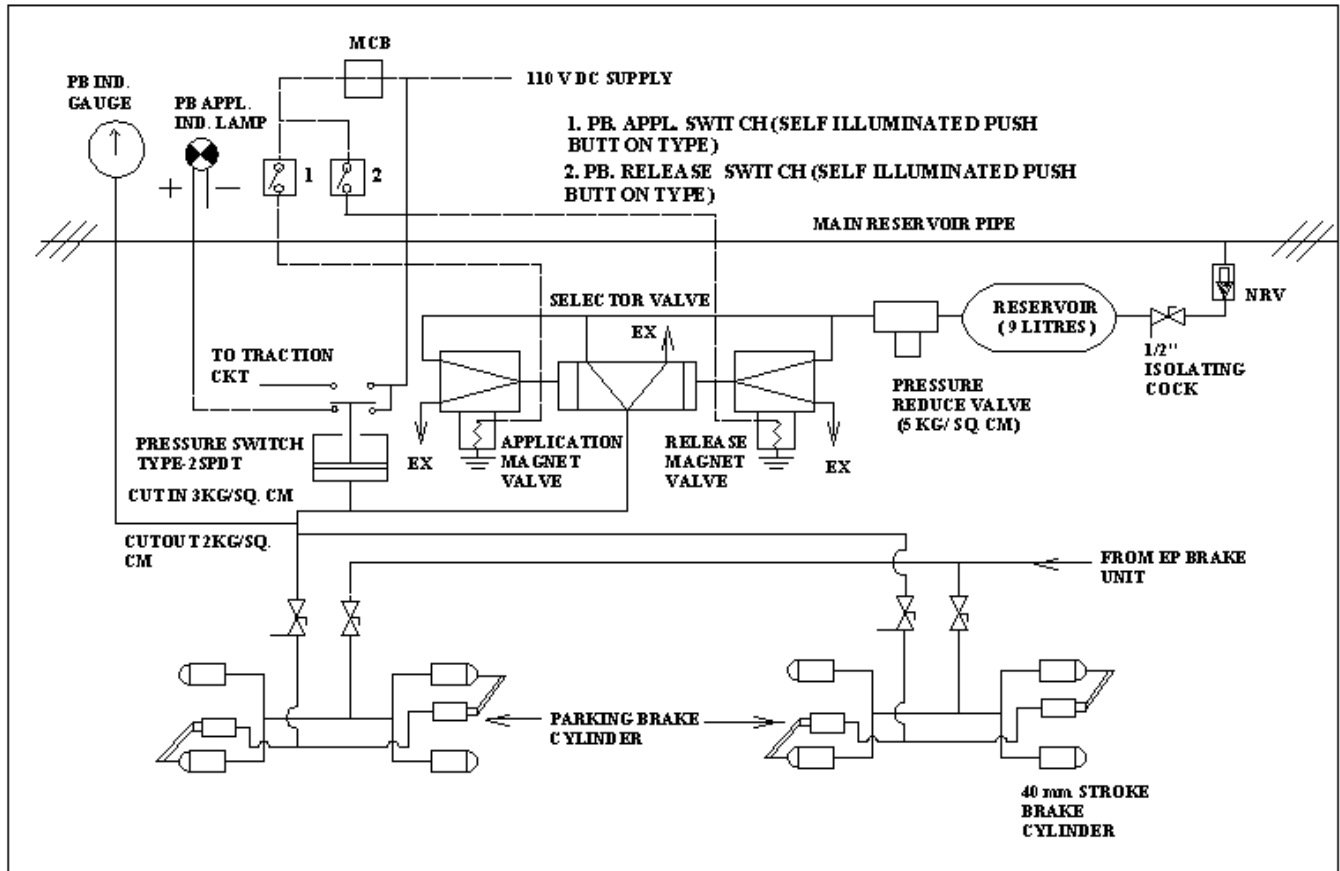 MCB
PB IND.
GAUGE
PB APPL.
IND. LAMP
110 V DC SUPPLY
1. PB. APPL. SWITCH (SELF ILLUMINATED PUSH
BUTTON TYPE)
2. PB. RELEASE SWITCH (SELF ILLUMINATED PUSH
BUTTON TYPE)
1
2
+
−
MAIN RESERVOIR PIPE
SELECTOR VALVE
EX
RESERVOIR
( 9 LITRES )
NRV
1/2"
ISOLATING
COCK
TO TRACTION
CKT
PRESSURE
REDUCE VALVE
(5 KG/ SQ. CM)
PRESSURE SWITCH
TYPE-2SPDT
EX
APPLICATION
MAGNET
VALVE
RELEASE
MAGNET
VALVE
EX
CUT IN 3KG/SQ. CM
CUTOUT 2KG/SQ.
CM
FROM EP BRAKE
UNIT
PARKING BRAKE
CYLINDER
40 mm STROKE
BRAKE
CYLINDER